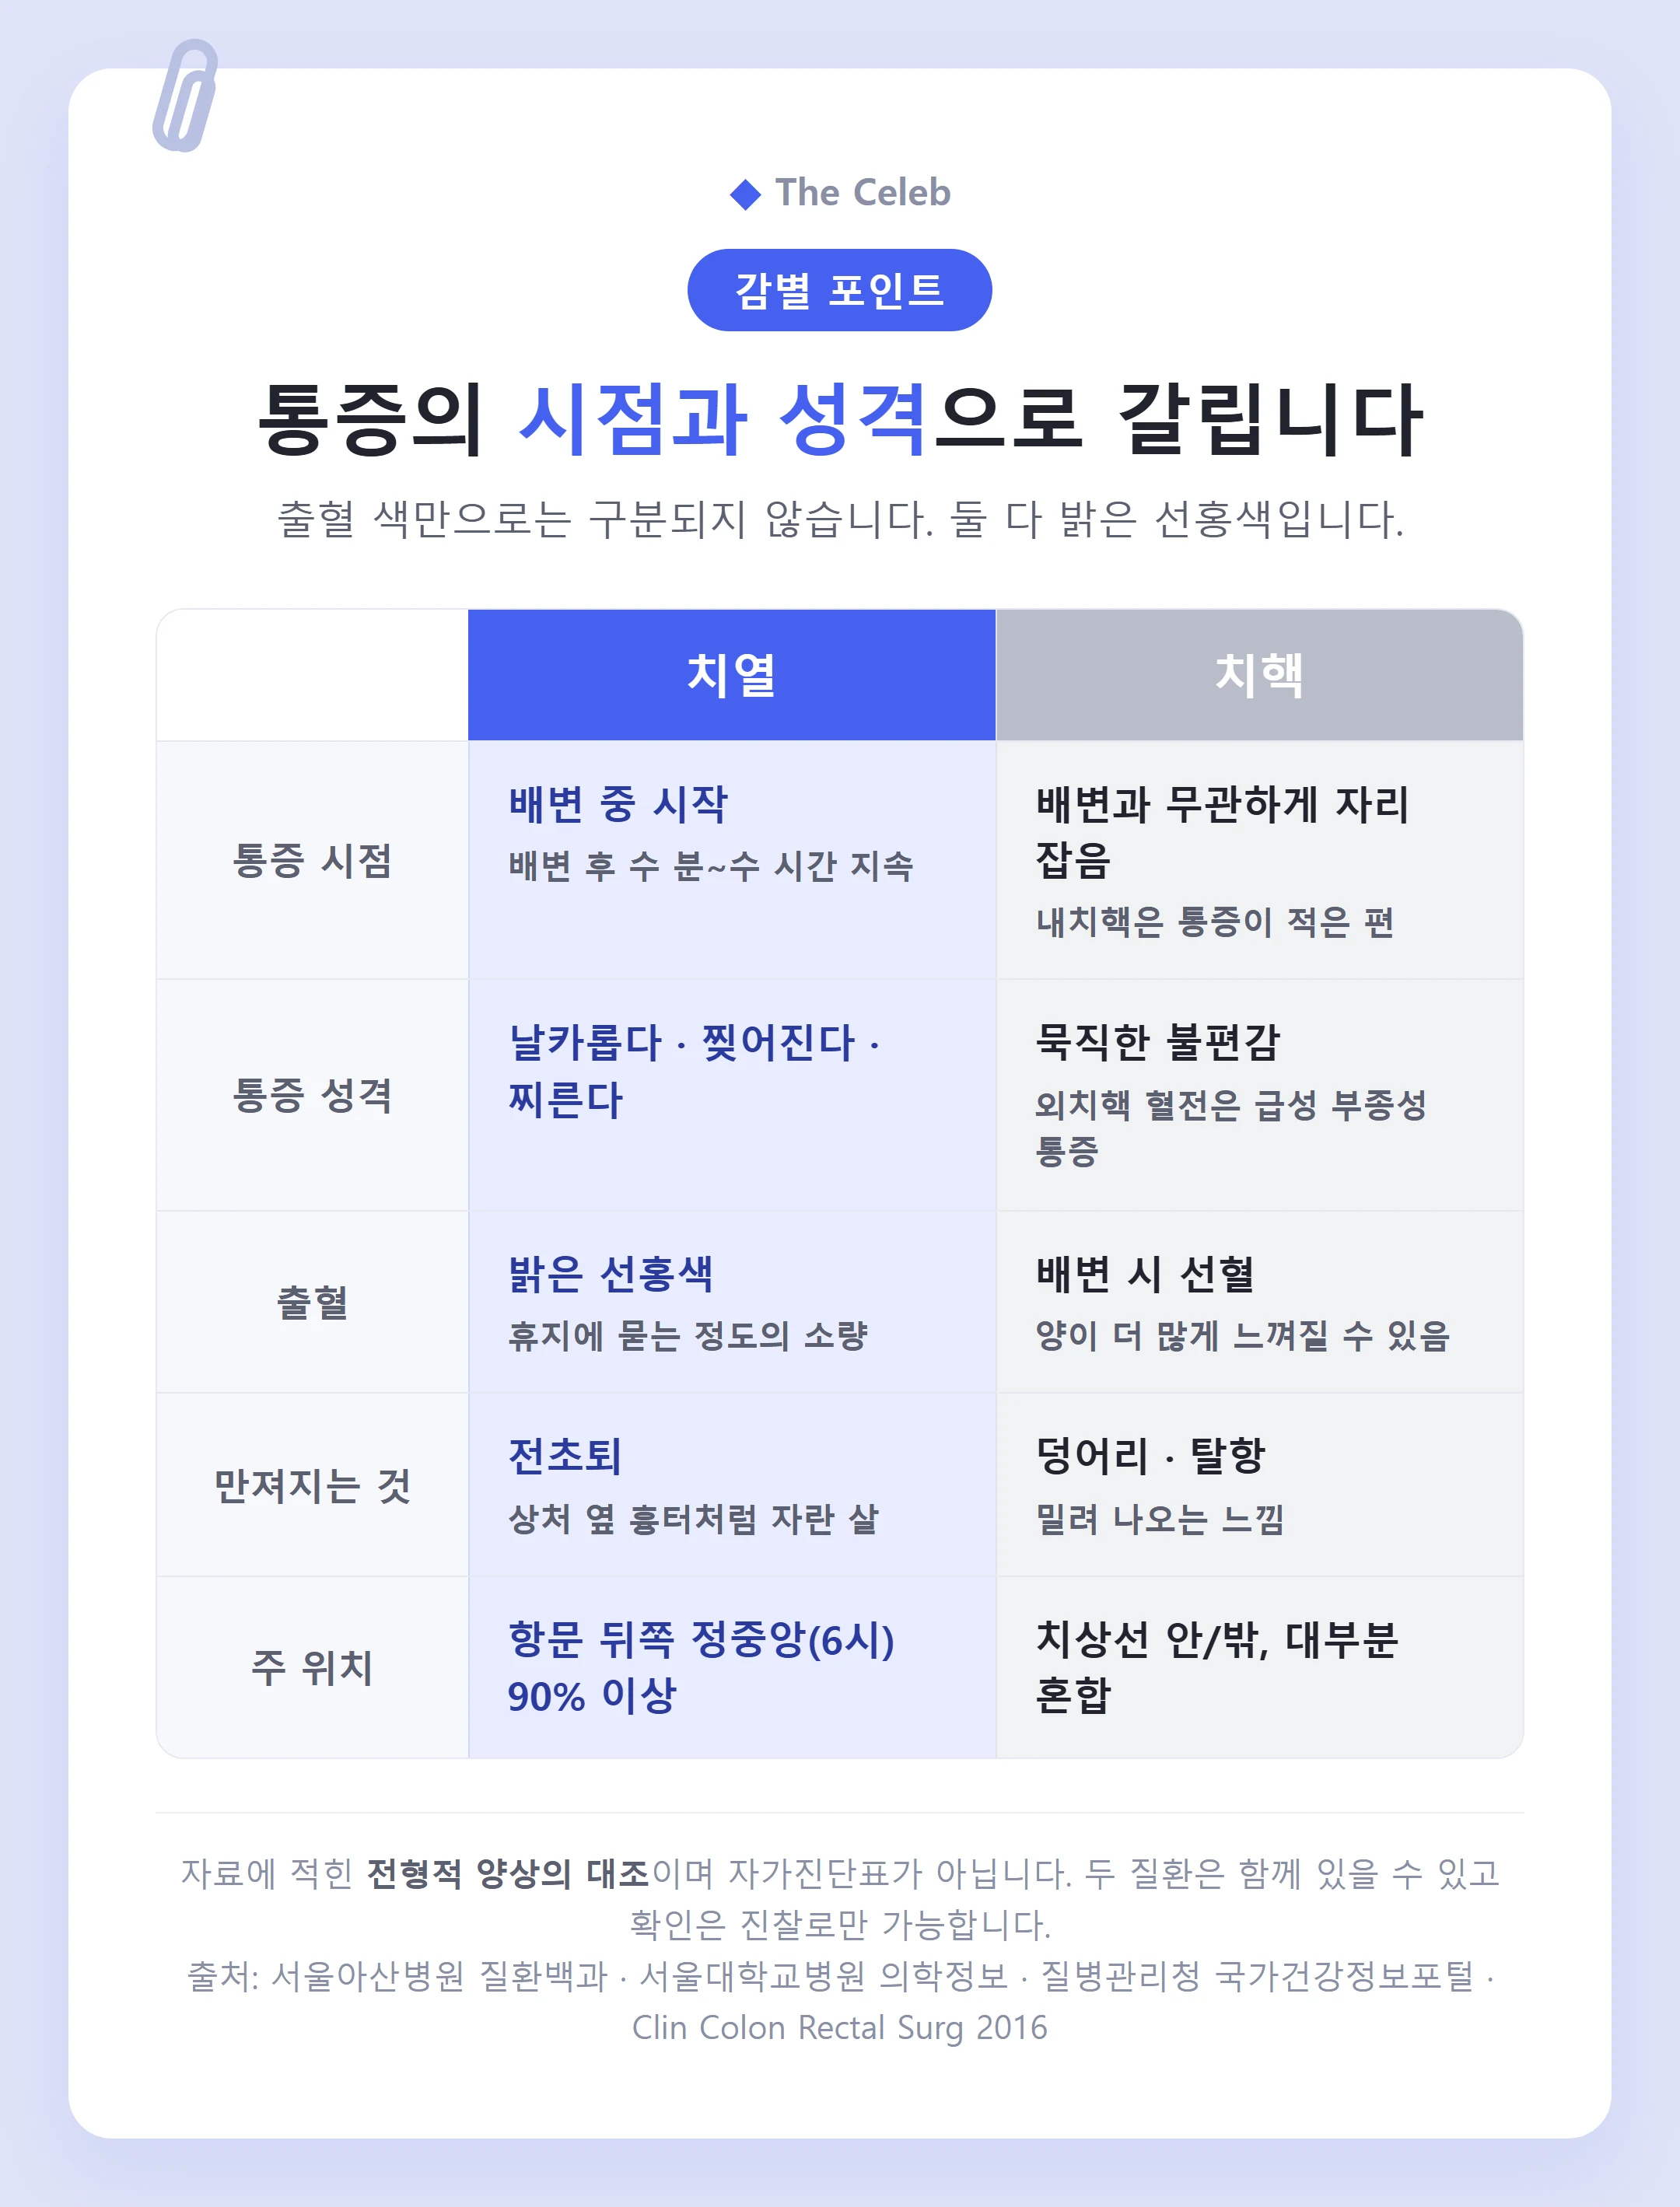 The Celeb
감별 포인트
통증의 시점과 성격으로 갈립니다
출혈 색만으로는 구분되지 않습니다. 둘 다 밝은 선홍색입니다.
치열
치핵
통증 시점
배변 중 시작
배변 후 수 분~수 시간 지속
배변과 무관하게 자리
잡음
내치핵은 통증이 적은 편
통증 성격
날카롭다 · 찢어진다 ·
찌른다
묵직한 불편감
외치핵 혈전은 급성 부종성
통증
출혈
밝은 선홍색
휴지에 묻는 정도의 소량
배변 시 선혈
양이 더 많게 느껴질 수 있음
만져지는 것
전초퇴
상처 옆 흉터처럼 자란 살
덩어리 · 탈항
밀려 나오는 느낌
주 위치
항문 뒤쪽 정중앙(6시)
90% 이상
치상선 안/밖, 대부분
혼합
자료에 적힌 전형적 양상의 대조이며 자가진단표가 아닙니다. 두 질환은 함께 있을 수 있고
확인은 진찰로만 가능합니다.
출처: 서울아산병원 질환백과 · 서울대학교병원 의학정보 · 질병관리청 국가건강정보포털 ·
Clin Colon Rectal Surg 2016